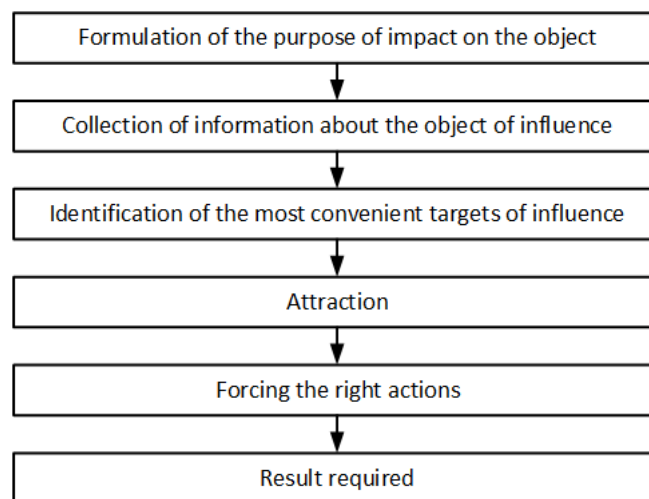 Formulation of the purpose of impact on the object
Collection of information about the object of influence
Identification of the most convenient targets of influence
Attraction
Forcing the right actions
Result required